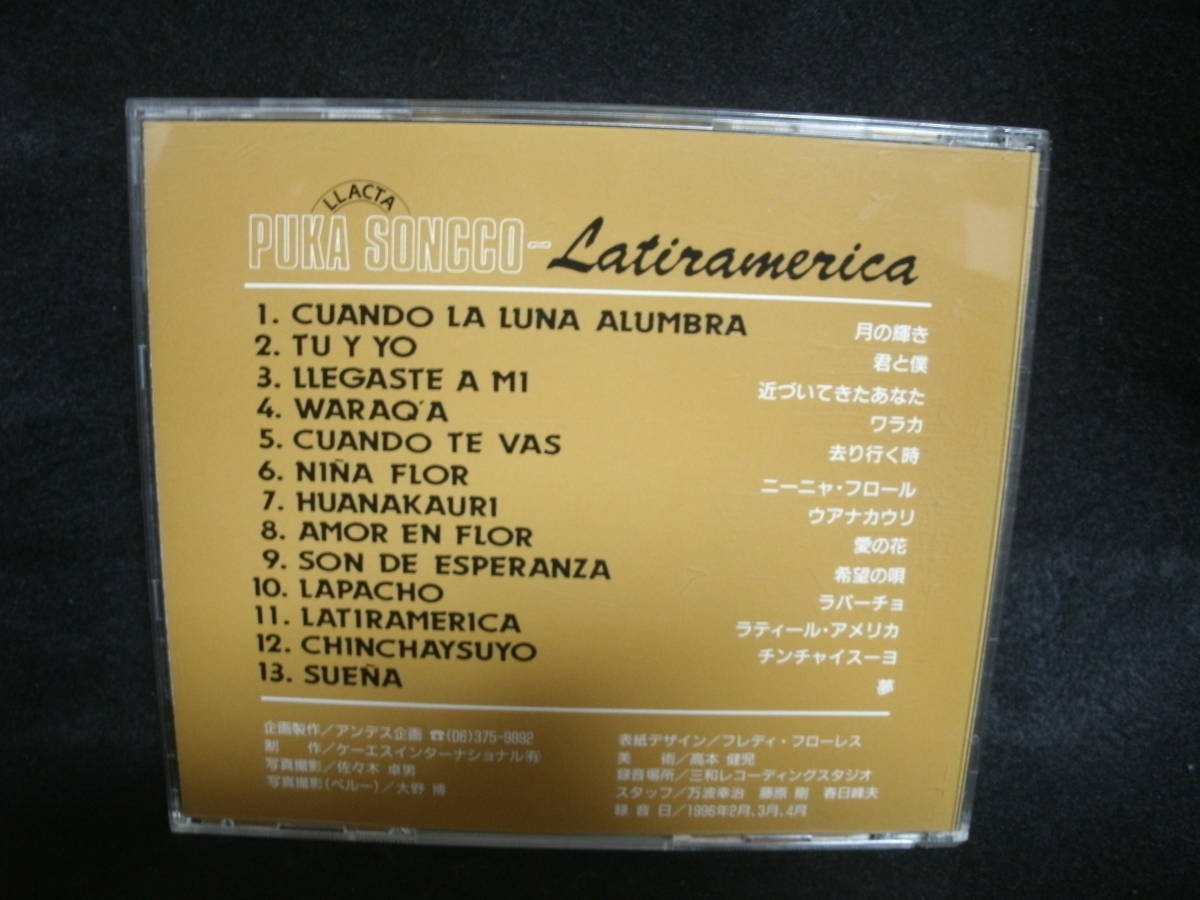 LLACTA
PUKA SONCCO - Latiramerica
1. CUANDO LA LUNA ALUMBRA 月の輝き
2. TU Y YO 君と僕
3. LLEGASTE A MI 近づいてきたあなた
4. WARAQ'A ワラカ
5. CUANDO TE VAS 去り行く時
6. NIÑA FLOR ニーニャ・フロール
7. HUANAKAURI ウアナカウリ
8. AMOR EN FLOR 愛の花
9. SON DE ESPERANZA 希望の唄
10. LAPACHO ラパーチョ
11. LATIRAMERICA ラティール・アメリカ
12. CHINCHAYSUYO チンチャイスーヨ
13. SUEÑA 夢
企画製作/アンデス企画 ☎(06)375-9892
制 作/ケーエスインターナショナル(有)
写真撮影/佐々木 卓男
写真撮影(ペルー)/大野 博
表紙デザイン/フレディ・フローレス
美 術/高本 健児
録音場所/三和レコーディングスタジオ
スタッフ/万波幸治 藤原 剛 春日峰夫
録 音 日/1996年2月、3月、4月